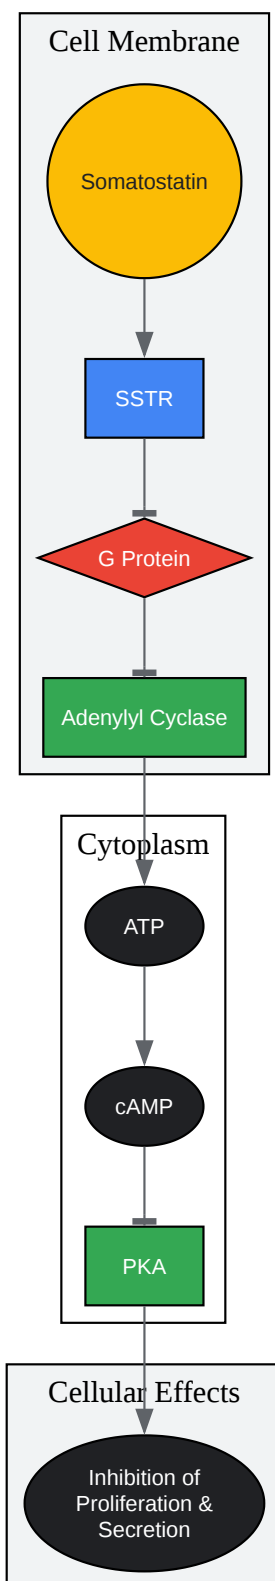 Cell Membrane
Somatostatin
SSTR
G Protein
Adenylyl Cyclase
Cytoplasm
ATP
cAMP
PKA
Cellular Effects
Inhibition of
Proliferation &
Secretion